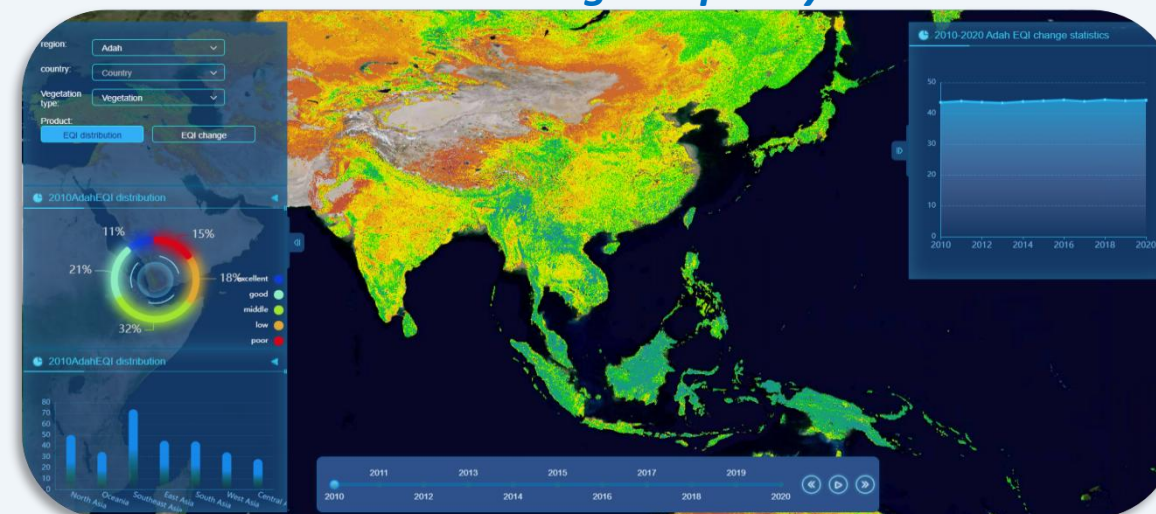 region:
Adah
country:
Country
Vegetation
type:
Vegetation
Product:
EQI distribution
EQI change
2010AdahEQI distribution
11%
15%
21%
18%
32%
excellent
good
middle
low
poor
2010AdahEQI distribution
80
70
60
50
40
30
20
10
0
North Asia
Oceania
Southeast Asia
East Asia
South Asia
West Asia
Central
2010-2020 Adah EQI change statistics
50
40
30
20
10
0
2010 2012 2014 2016 2018 2020
2011 2013 2015 2017 2019
2010 2012 2014 2016 2018 2020